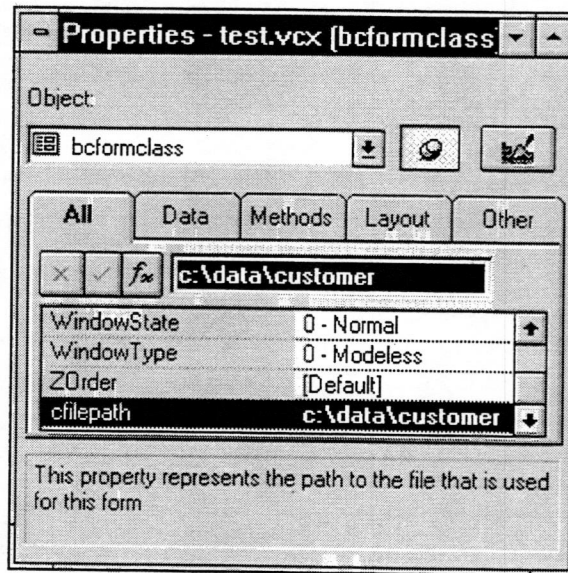 Properties - test.vcx (bcformclass)
Object:
bcformclass
All Data Methods Layout Other
fx c:\data\customer
WindowState 0 - Normal
WindowType 0 - Modeless
ZOrder [Default]
cfilepath c:\data\customer
This property represents the path to the file that is used
for this form